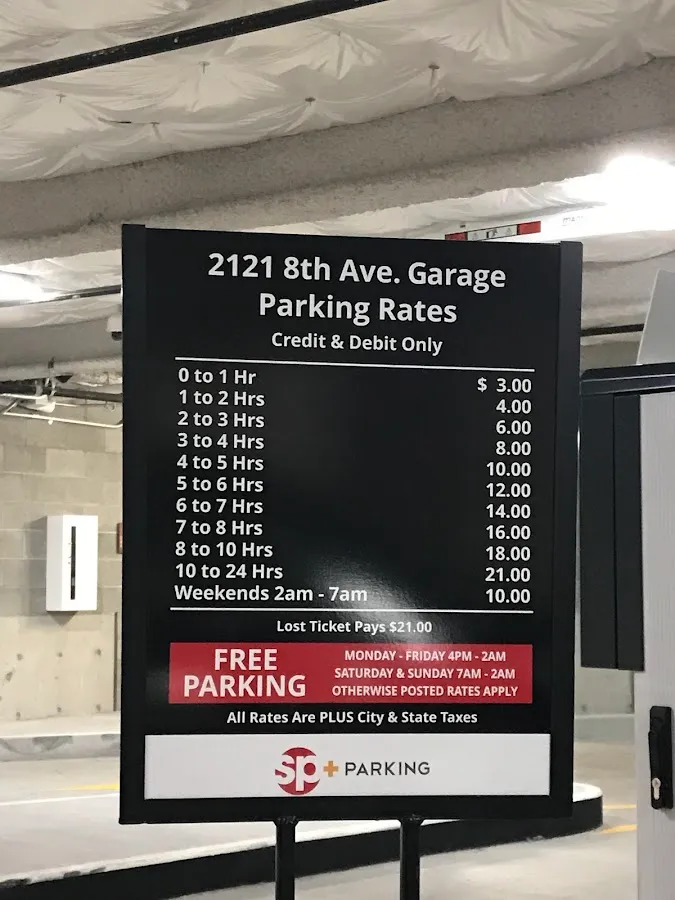 2121 8th Ave. Garage
Parking Rates
Credit & Debit Only
0 to 1 Hr $ 3.00
1 to 2 Hrs 4.00
2 to 3 Hrs 6.00
3 to 4 Hrs 8.00
4 to 5 Hrs 10.00
5 to 6 Hrs 12.00
6 to 7 Hrs 14.00
7 to 8 Hrs 16.00
8 to 10 Hrs 18.00
10 to 24 Hrs 21.00
Weekends 2am - 7am 10.00
Lost Ticket Pays $21.00
FREE
PARKING
MONDAY - FRIDAY 4PM - 2AM
SATURDAY & SUNDAY 7AM - 2AM
OTHERWISE POSTED RATES APPLY
All Rates Are PLUS City & State Taxes
sp+ PARKING